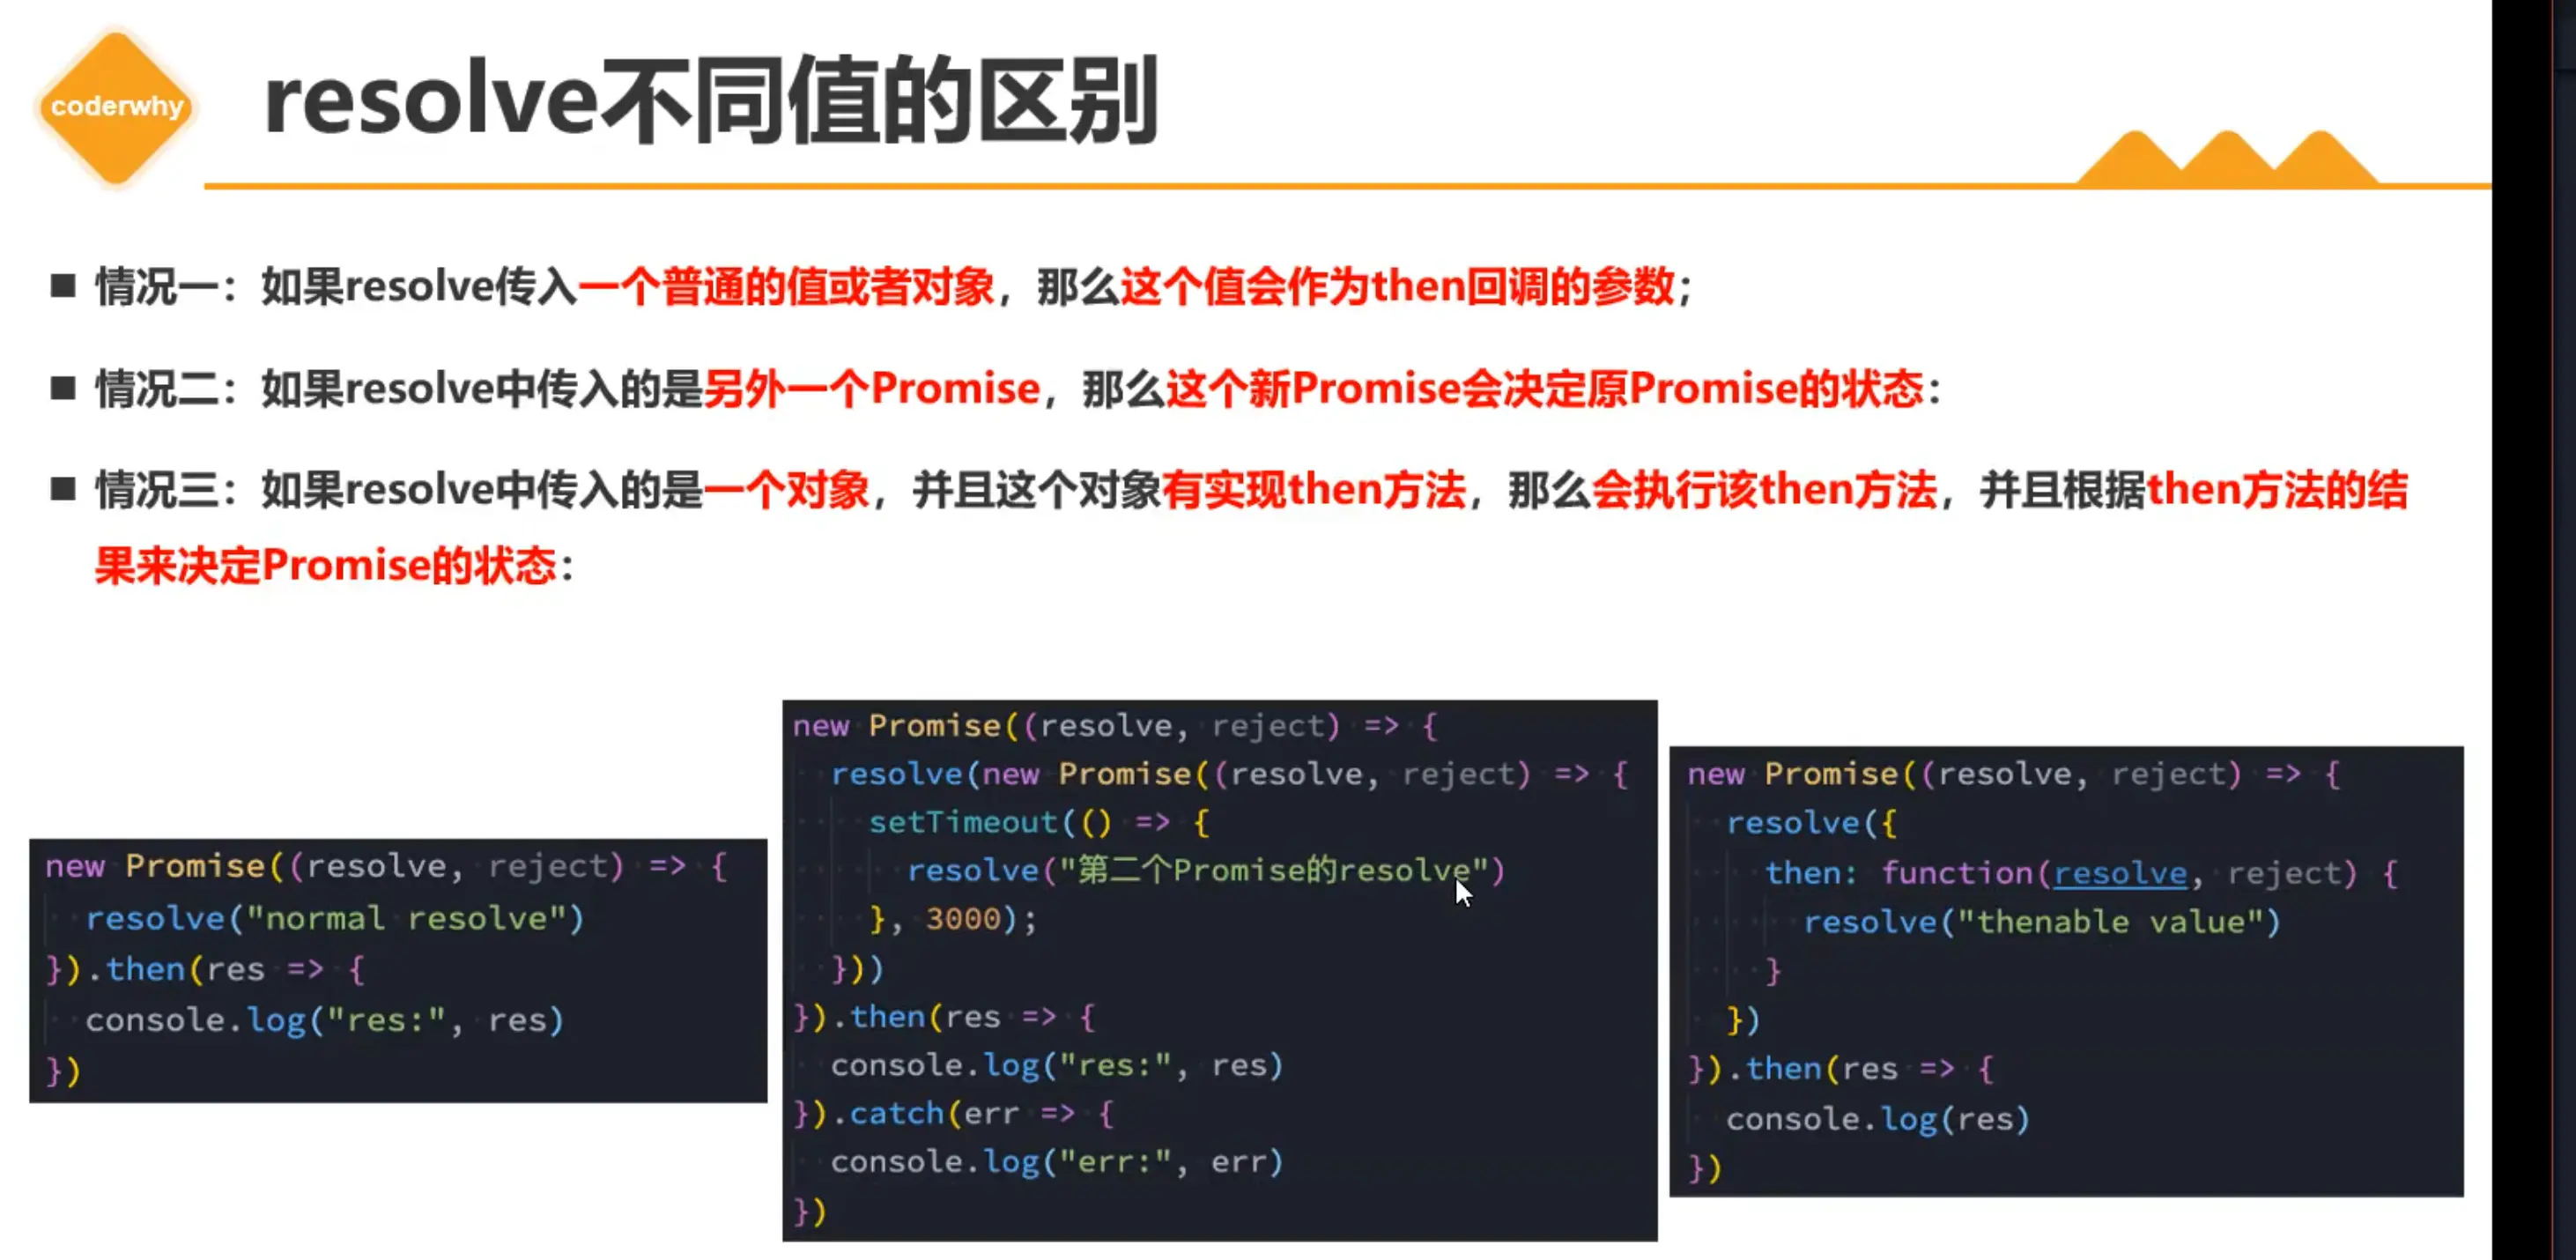 coderwhy
resolve不同值的区别
情况一：如果resolve传入一个普通的值或者对象，那么这个值会作为then回调的参数；
情况二：如果resolve中传入的是另外一个Promise，那么这个新Promise会决定原Promise的状态：
情况三：如果resolve中传入的是一个对象，并且这个对象有实现then方法，那么会执行该then方法，并且根据then方法的结
果来决定Promise的状态：
new Promise((resolve, reject) => {
  resolve("normal resolve")
}).then(res => {
  console.log("res:", res)
})
new Promise((resolve, reject) => {
  resolve(new Promise((resolve, reject) => {
    setTimeout(() => {
      resolve("第二个Promise的resolve")
    }, 3000);
  }))
}).then(res => {
  console.log("res:", res)
}).catch(err => {
  console.log("err:", err)
})
new Promise((resolve, reject) => {
  resolve({
    then: function(resolve, reject) {
      resolve("thenable value")
    }
  })
}).then(res => {
  console.log(res)
})